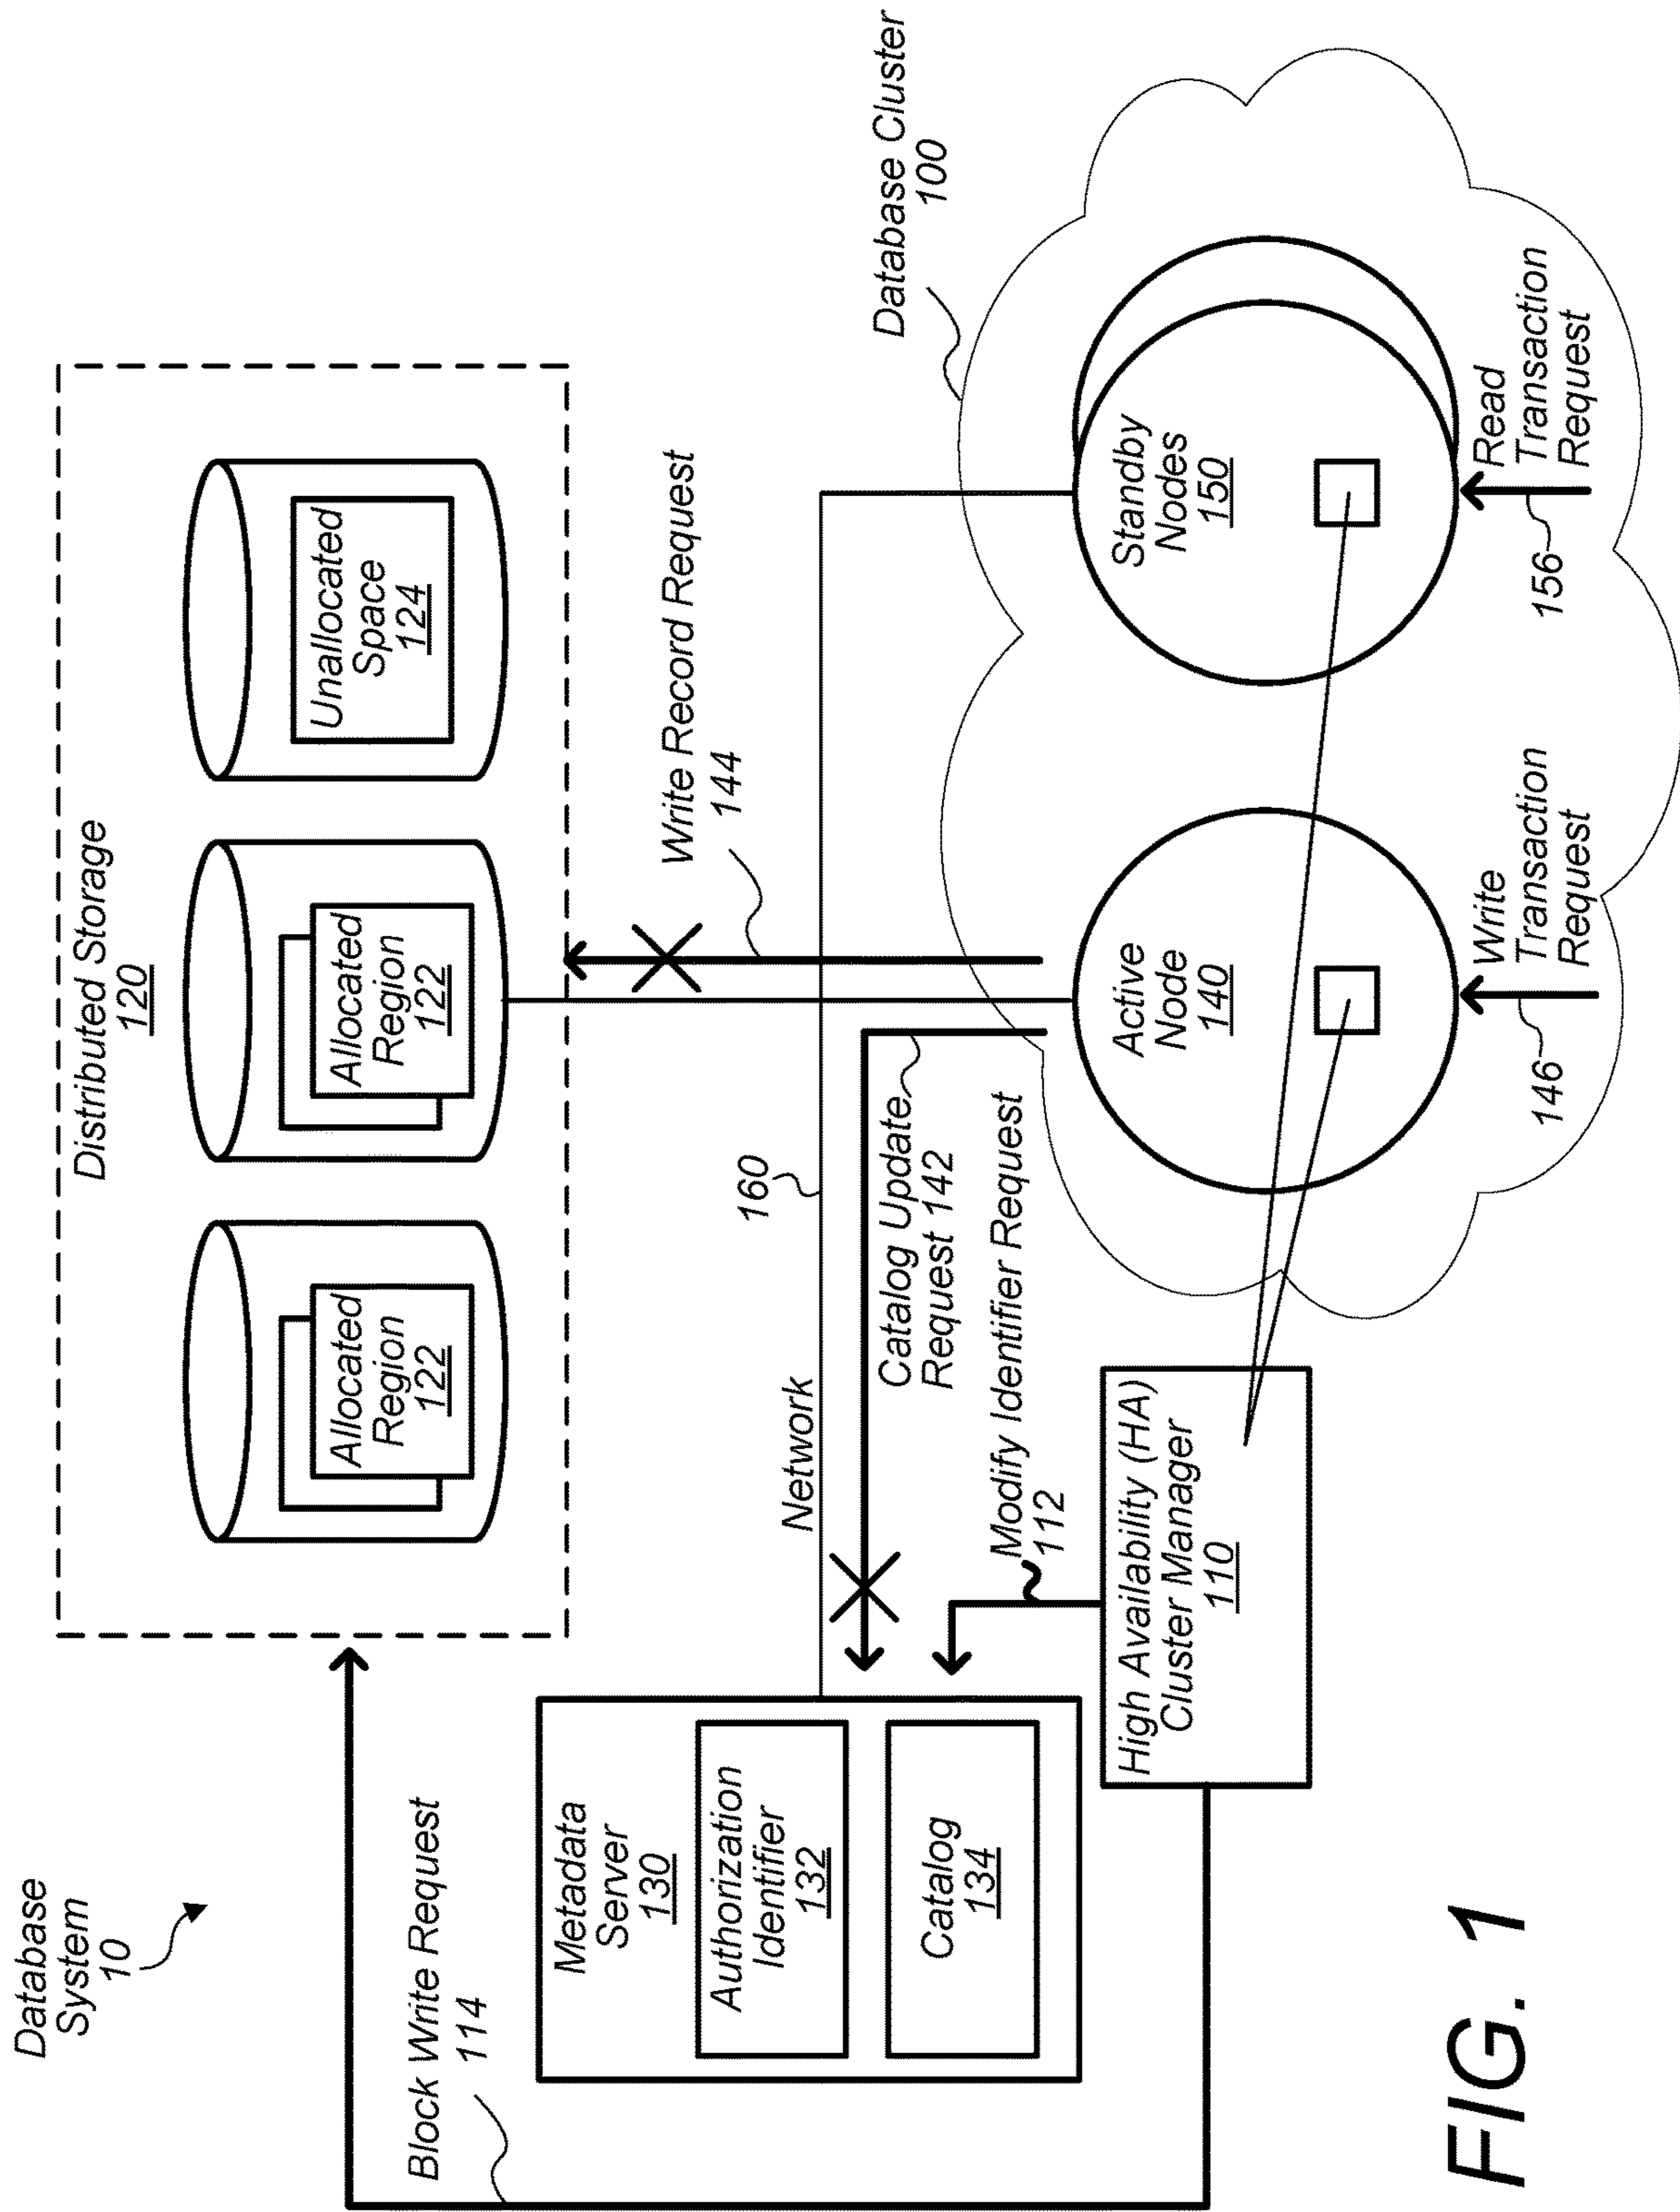 Database
System
10
Distributed Storage
120
Allocated
Region
122
Allocated
Region
122
Unallocated
Space
124
Block Write Request
114
Metadata
Server
130
Authorization
Identifier
132
Catalog
134
Network
160
Write Record Request
144
Catalog Update
Request 142
Modify Identifier Request
112
Database Cluster
100
High Availability (HA)
Cluster Manager
110
Active
Node
140
Standby
Nodes
150
146
Write
Transaction
Request
156
Read
Transaction
Request
FIG. 1